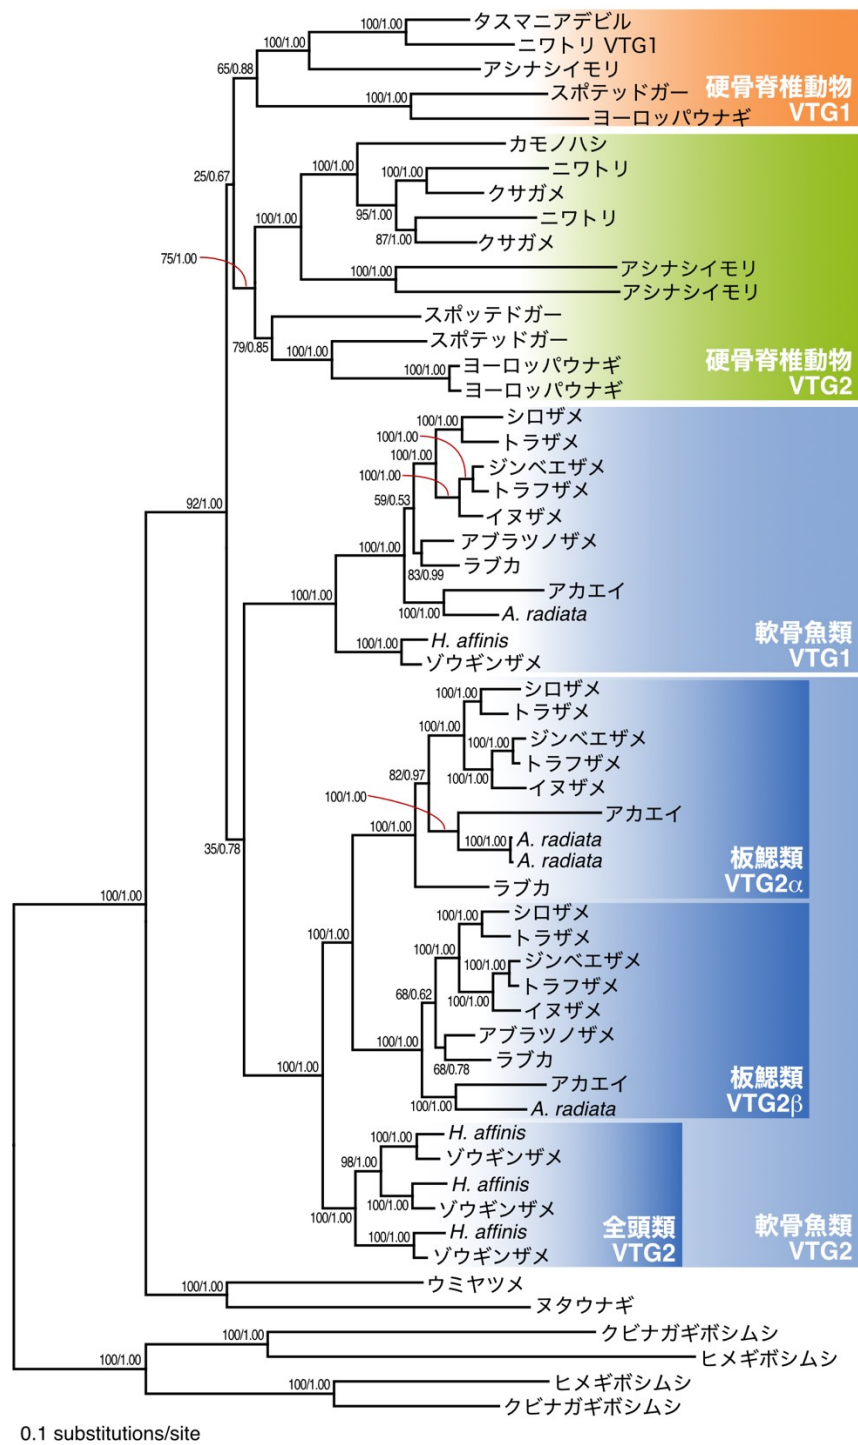 タスマニアデビル
100/1.00
ニワトリ VTG1
100/1.00
65/0.88
アシナシイモリ
硬骨脊椎動物
VTG1
スポテッドガー
100/1.00
ヨーロッパウナギ
カモノハシ
ニワトリ
100/1.00
100/1.00
クサガメ
25/0.67
95/1.00
ニワトリ
100/1.00
87/1.00
クサガメ
75/1.00
アシナシイモリ
100/1.00
アシナシイモリ
スポッテドガー
79/0.85
スポテッドガー
100/1.00
ヨーロッパウナギ
100/1.00
ヨーロッパウナギ
硬骨脊椎動物
VTG2
シロザメ
100/1.00
トラザメ
100/1.00
100/1.00
ジンベエザメ
100/1.00
トラフザメ
59/0.53
イヌザメ
92/1.00
アブラツノザメ
100/1.00
ラブカ
83/0.99
アカエイ
100/1.00
100/1.00
A. radiata
H. affinis
100/1.00
ゾウギンザメ
軟骨魚類
VTG1
シロザメ
100/1.00
トラザメ
100/1.00
ジンベエザメ
100/1.00
トラフザメ
82/0.97
100/1.00
イヌザメ
100/1.00
アカエイ
100/1.00
A. radiata
100/1.00
A. radiata
35/0.78
ラブカ
板鰓類
VTG2α
100/1.00
シロザメ
100/1.00
トラザメ
100/1.00
100/1.00
ジンベエザメ
100/1.00
トラフザメ
68/0.62
100/1.00
イヌザメ
アブラツノザメ
100/1.00
ラブカ
100/1.00
68/0.78
アカエイ
100/1.00
A. radiata
板鰓類
VTG2β
H. affinis
100/1.00
ゾウギンザメ
98/1.00
H. affinis
100/1.00
ゾウギンザメ
100/1.00
H. affinis
100/1.00
ゾウギンザメ
全頭類
VTG2
軟骨魚類
VTG2
ウミヤツメ
100/1.00
ヌタウナギ
クビナガギボシムシ
100/1.00
ヒメギボシムシ
100/1.00
ヒメギボシムシ
100/1.00
クビナガギボシムシ
0.1 substitutions/site